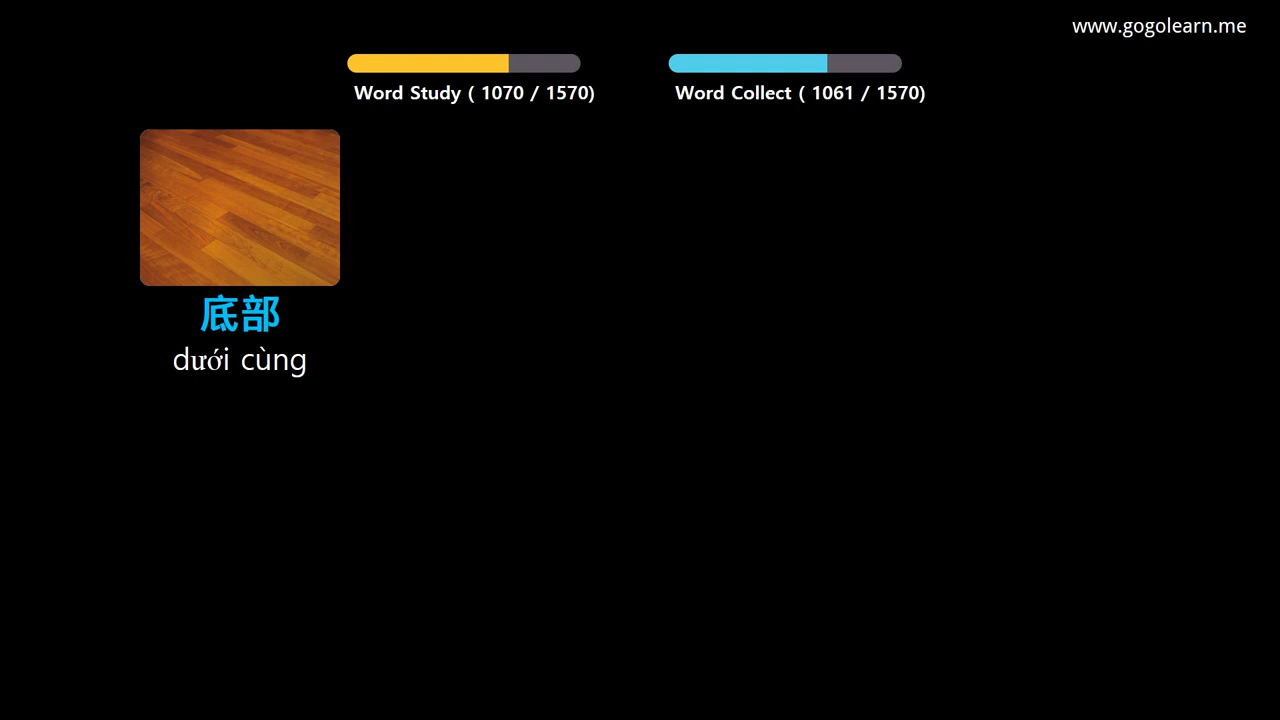 www.gogolearn.me
Word Study ( 1070 / 1570)
Word Collect ( 1061 / 1570)
底部
dưới cùng